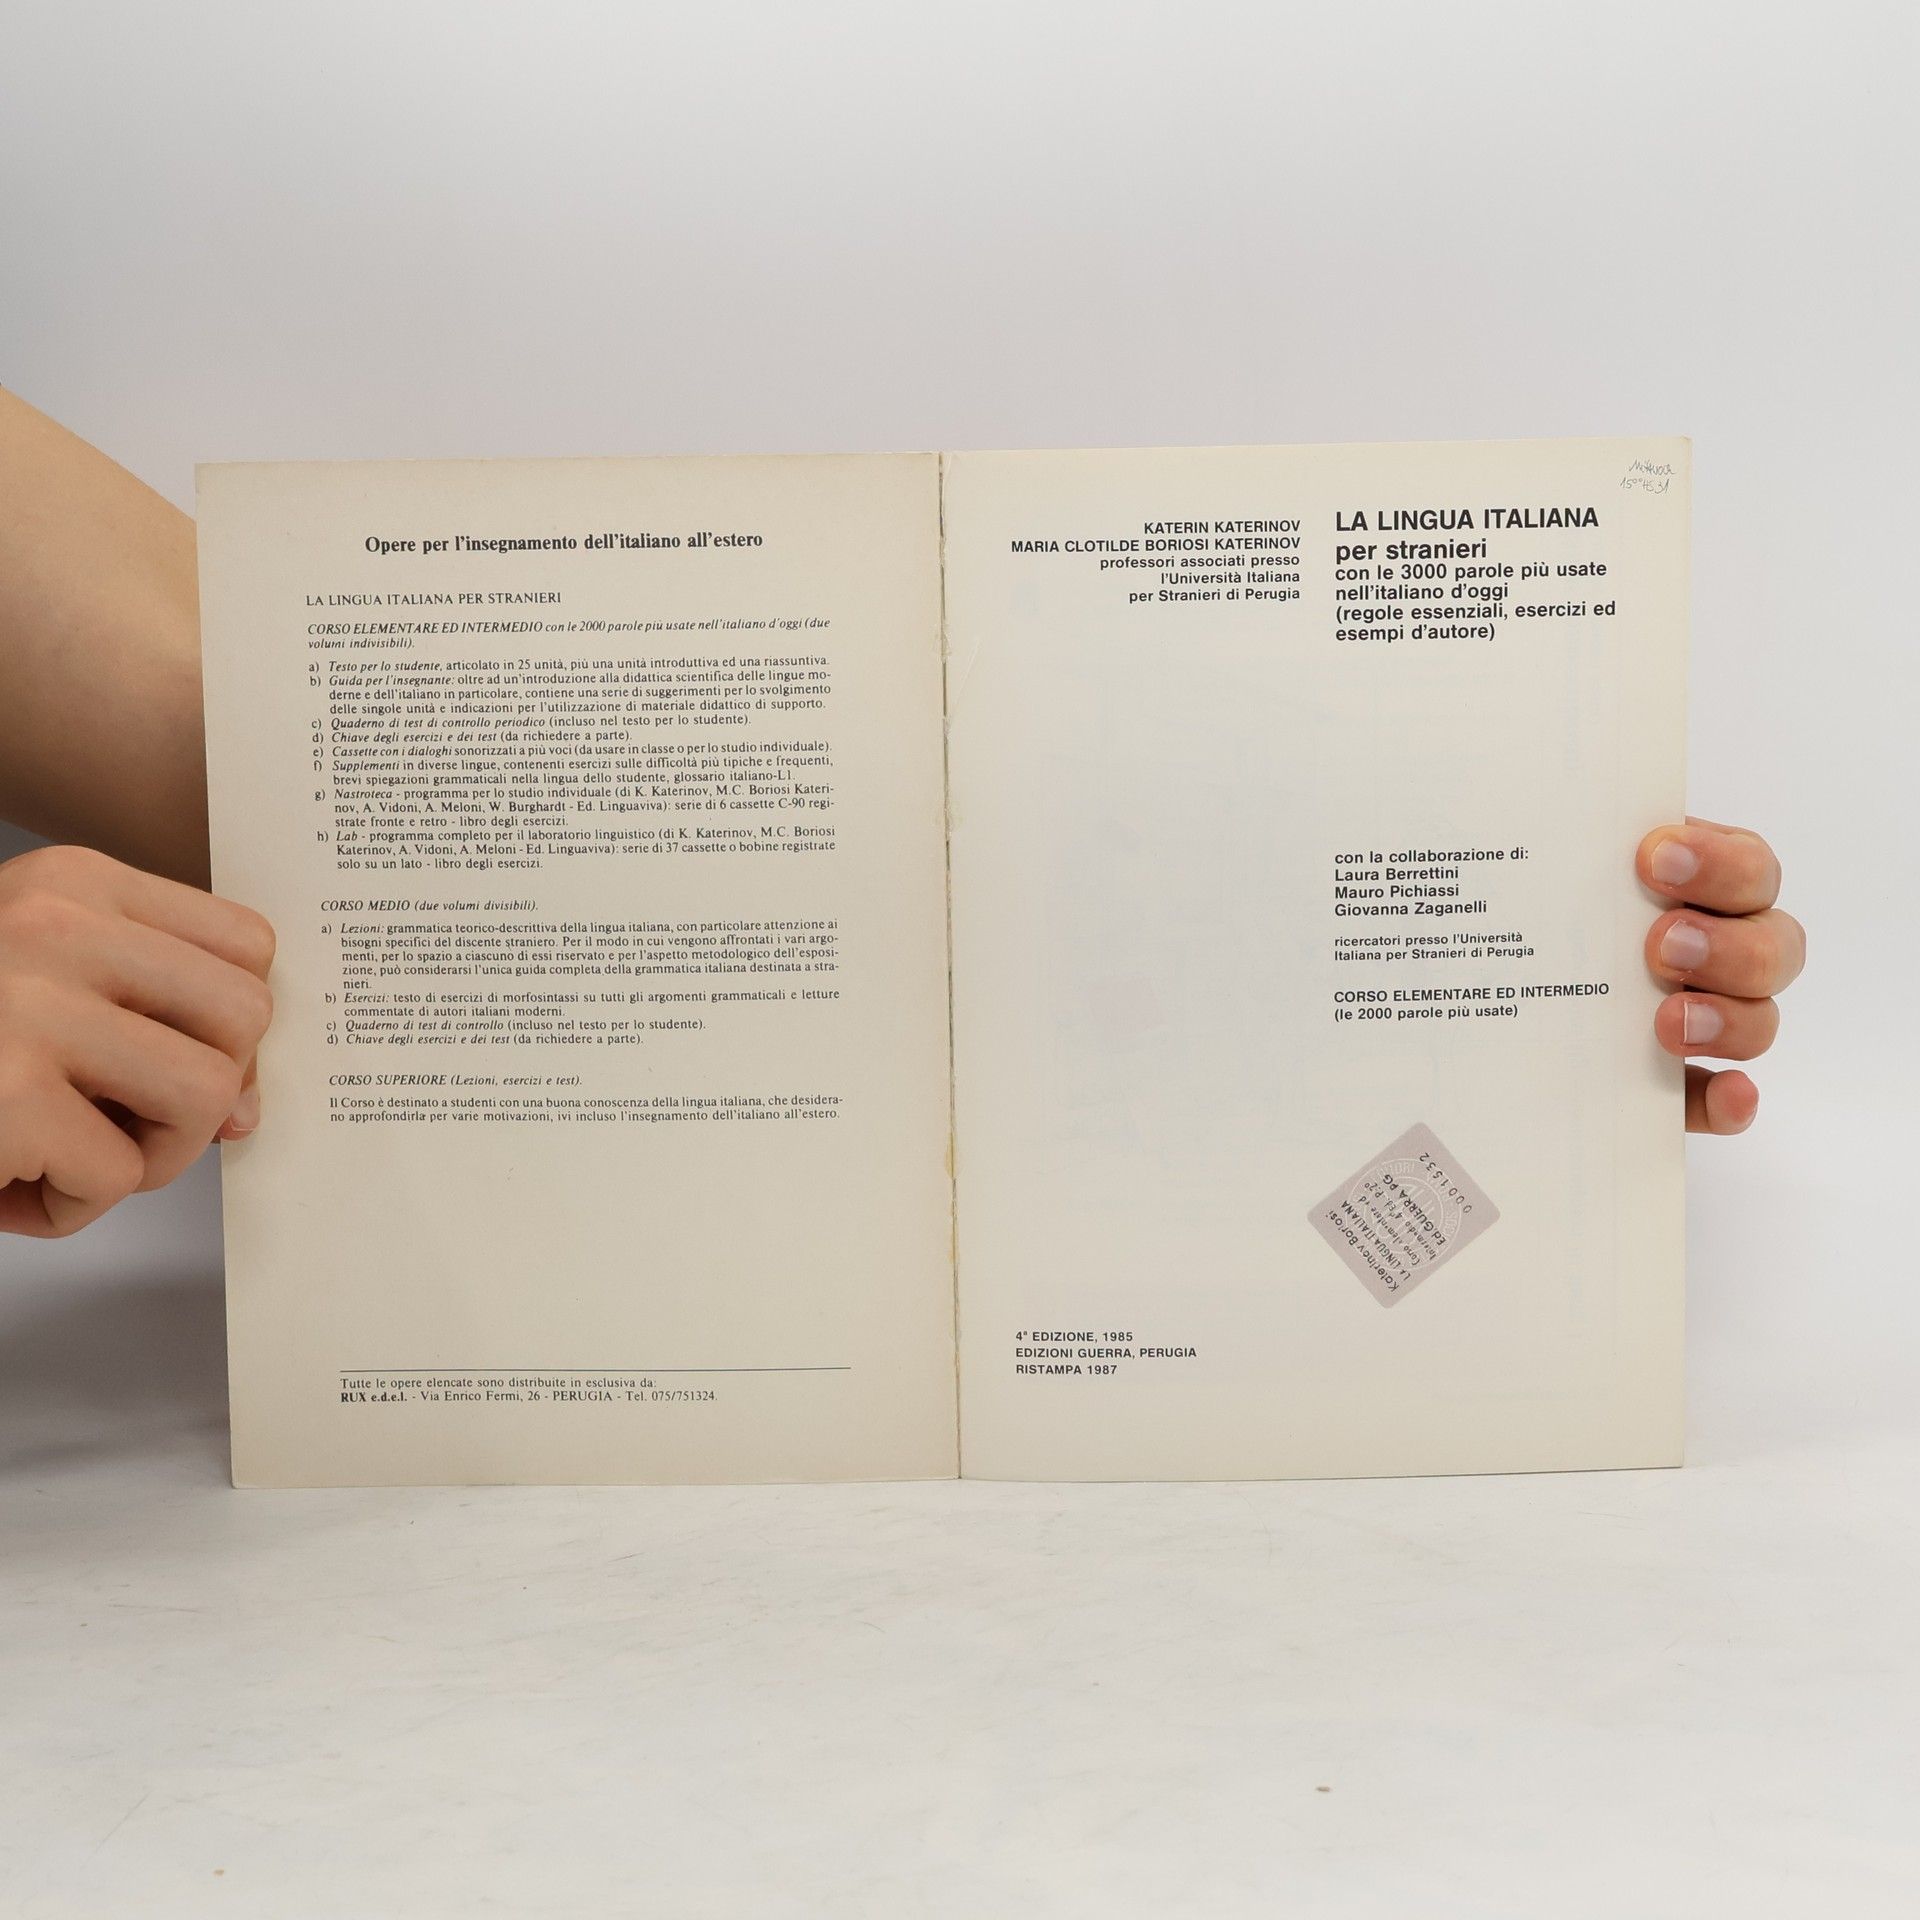 Opere per l'insegnamento dell'italiano all'estero
LA LINGUA ITALIANA PER STRANIERI
CORSO ELEMENTARE ED INTERMEDIO con le 2000 parole più usate nell'italiano d'oggi (due
volumi indivisibili).
a) Testo per lo studente, articolato in 25 unità, più una unità introduttiva ed una riassuntiva.
b) Guida per l'insegnante: oltre ad un'introduzione alla didattica scientifica delle lingue mo-
derne e dell'italiano in particolare, contiene una serie di suggerimenti per lo svolgimento
delle singole unità e indicazioni per l'utilizzazione di materiale didattico di supporto.
c) Quaderno di test di controllo periodico (incluso nel testo per lo studente).
d) Chiave degli esercizi e dei test (da richiedere a parte).
e) Cassette con i dialoghi sonorizzati a più voci (da usare in classe o per lo studio individuale).
f) Supplementi in diverse lingue, contenenti esercizi sulle difficoltà più tipiche e frequenti,
brevi spiegazioni grammaticali nella lingua dello studente, glossario italiano-L1.
g) Nastroteca - programma per lo studio individuale (di K. Katerinov, M.C. Boriosi Kateri-
nov, A. Vidoni, A. Meloni, W. Burghardt - Ed. Linguaviva): serie di 6 cassette C-90 regi-
strate fronte e retro - libro degli esercizi.
h) Lab - programma completo per il laboratorio linguistico (di K. Katerinov, M.C. Boriosi
Katerinov, A. Vidoni, A. Meloni - Ed. Linguaviva): serie di 37 cassette o bobine registrate
solo su un lato - libro degli esercizi.
CORSO MEDIO (due volumi divisibili).
a) Lezioni: grammatica teorico-descrittiva della lingua italiana, con particolare attenzione ai
bisogni specifici del discente straniero. Per il modo in cui vengono affrontati i vari argo-
menti, per lo spazio a ciascuno di essi riservato e per l'aspetto metodologico dell'esposi-
zione, può considerarsi l'unica guida completa della grammatica italiana destinata a stra-
nieri.
b) Esercizi: testo di esercizi di morfosintassi su tutti gli argomenti grammaticali e letture
commentate di autori italiani moderni.
c) Quaderno di test di controllo (incluso nel testo per lo studente).
d) Chiave degli esercizi e dei test (da richiedere a parte).
CORSO SUPERIORE (Lezioni, esercizi e test).
Il Corso è destinato a studenti con una buona conoscenza della lingua italiana, che desidera-
no approfondirla per varie motivazioni, ivi incluso l'insegnamento dell'italiano all'estero.
Tutte le opere elencate sono distribuite in esclusiva da:
RUX e.d.e.l. - Via Enrico Fermi, 26 - PERUGIA - Tel. 075/751324.
KATERIN KATERINOV
MARIA CLOTILDE BORIOSI KATERINOV
professori associati presso
l'Università Italiana
per Stranieri di Perugia
LA LINGUA ITALIANA
per stranieri
con le 3000 parole più usate
nell'italiano d'oggi
(regole essenziali, esercizi ed
esempi d'autore)
con la collaborazione di:
Laura Berrettini
Mauro Pichiassi
Giovanna Zaganelli
ricercatori presso l'Università
Italiana per Stranieri di Perugia
CORSO ELEMENTARE ED INTERMEDIO
(le 2000 parole più usate)
Katerinov Boriosi
LA LINGUA ITALIANA
Ed. GUERRA PG
001532
4ª EDIZIONE, 1985
EDIZIONI GUERRA, PERUGIA
RISTAMPA 1987